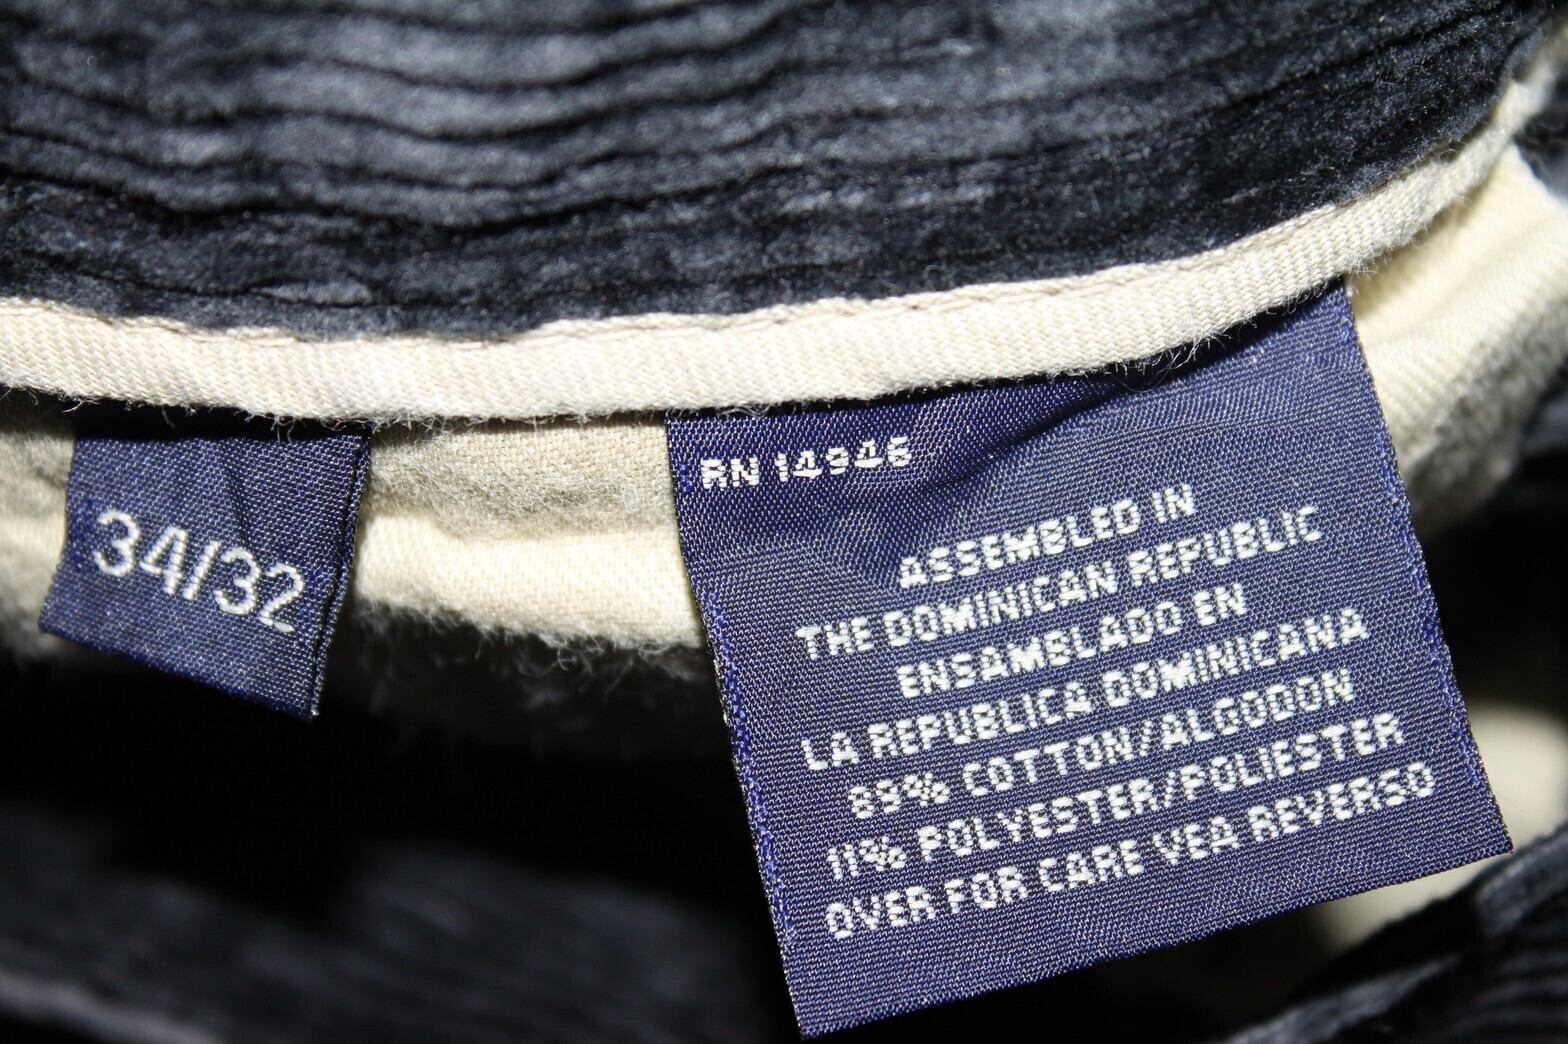 34/32
RN 14946
ASSEMBLED IN
THE DOMINICAN REPUBLIC
ENSAMBLADO EN
LA REPUBLICA DOMINICANA
89% COTTON/ALGODON
11% POLYESTER/POLIESTER
OVER FOR CARE VEA REVERSO